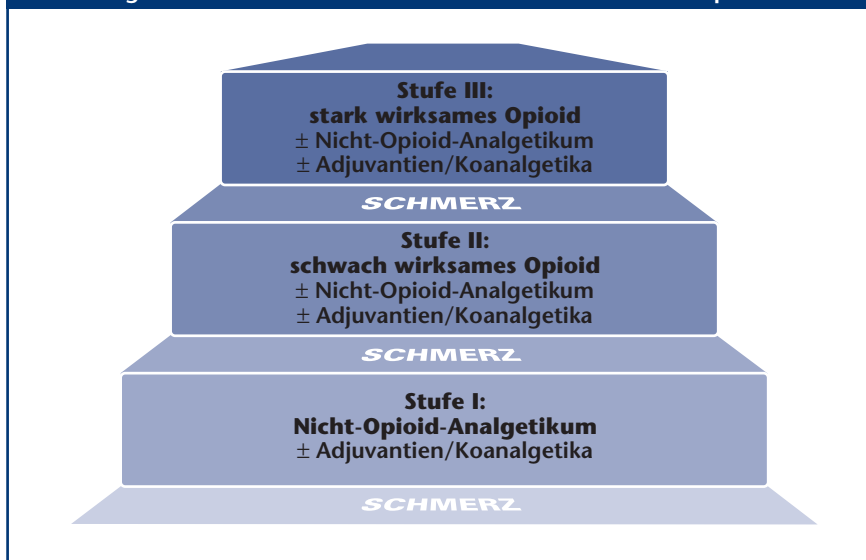 Stufe III:
stark wirksames Opioid
± Nicht-Opioid-Analgetikum
± Adjuvantien/Koanalgetika
SCHMERZ
Stufe II:
schwach wirksames Opioid
± Nicht-Opioid-Analgetikum
± Adjuvantien/Koanalgetika
SCHMERZ
Stufe I:
Nicht-Opioid-Analgetikum
± Adjuvantien/Koanalgetika
SCHMERZ